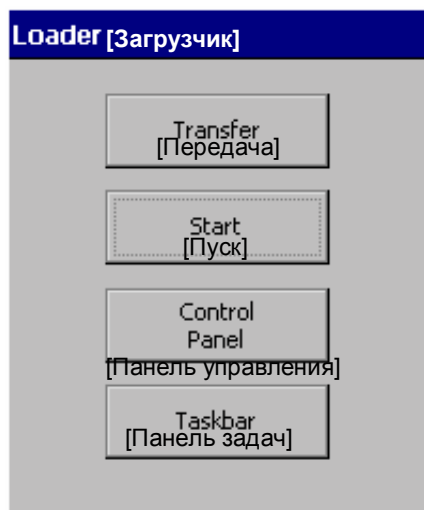 Loader [Загрузчик]
Transfer
[Передача]
Start
[Пуск]
Control
Panel
[Панель управления]
Taskbar
[Панель задач]